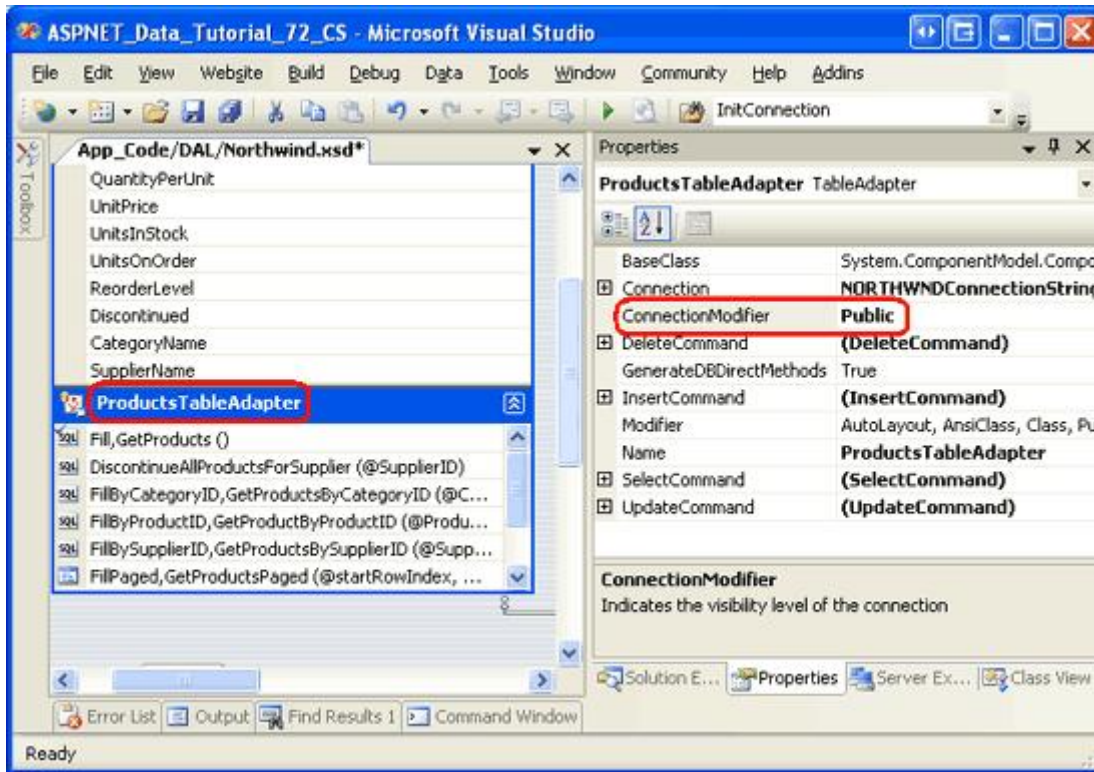 ASPNET_Data_Tutorial_72_CS - Microsoft Visual Studio
File Edit View Website Build Debug Data Tools Window Community Help Addins
InitConnection
Toolbox
App_Code/DAL/Northwind.xsd*
QuantityPerUnit
UnitPrice
UnitsInStock
UnitsOnOrder
ReorderLevel
Discontinued
CategoryName
SupplierName
ProductsTableAdapter
SQL Fill,GetProducts ()
SQL DiscontinueAllProductsForSupplier (@SupplierID)
SQL FillByCategoryID,GetProductsByCategoryID (@C...
SQL FillByProductID,GetProductByProductID (@Produ...
SQL FillBySupplierID,GetProductsBySupplierID (@Supp...
FillPaged,GetProductsPaged (@startRowIndex, ...
Properties
ProductsTableAdapter TableAdapter
BaseClass System.ComponentModel.Compo
Connection NORTHWNDConnectionString
ConnectionModifier Public
DeleteCommand (DeleteCommand)
GenerateDBDirectMethods True
InsertCommand (InsertCommand)
Modifier AutoLayout, AnsiClass, Class, Pu
Name ProductsTableAdapter
SelectCommand (SelectCommand)
UpdateCommand (UpdateCommand)
ConnectionModifier
Indicates the visibility level of the connection
Solution E... Properties Server Ex... Class View
Error List Output Find Results 1 Command Window
Ready